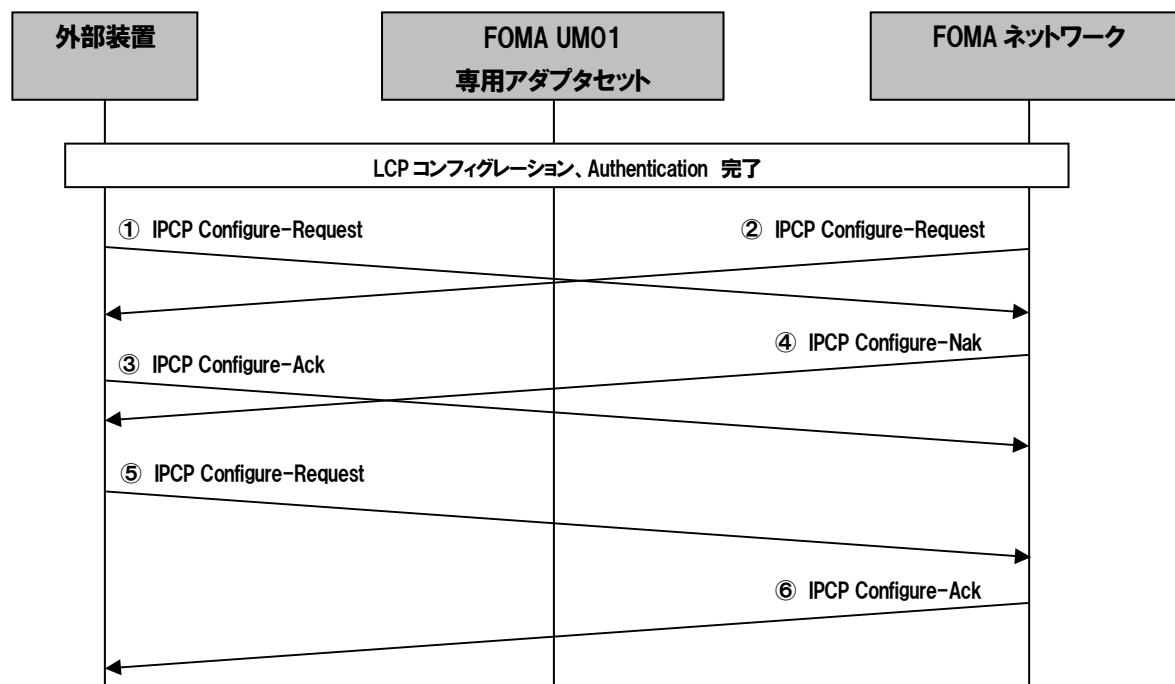 外部装置
FOMA UM01
専用アダプタセット
FOMA ネットワーク
LCP コンフィグレーション、Authentication 完了
① IPCP Configure-Request
② IPCP Configure-Request
④ IPCP Configure-Nak
③ IPCP Configure-Ack
⑤ IPCP Configure-Request
⑥ IPCP Configure-Ack